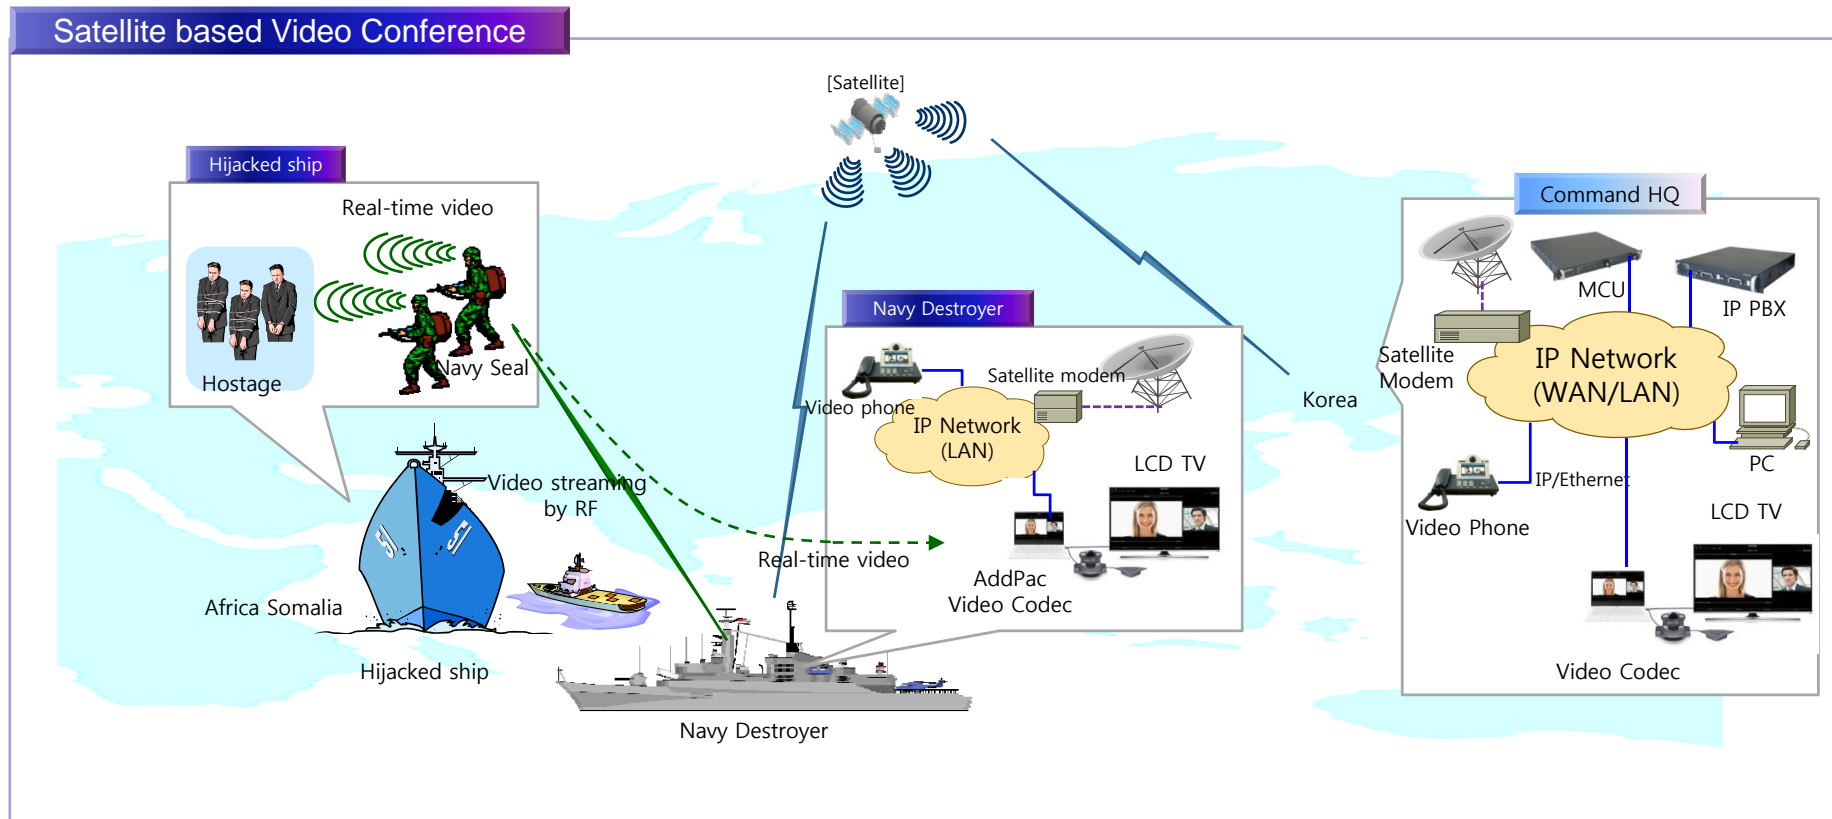 Satellite based Video Conference
[Satellite]
Hijacked ship
Real-time video
Hostage
Navy Seal
Command HQ
MCU
IP PBX
Satellite
Modem
IP Network
(WAN/LAN)
PC
IP/Ethernet
Video Phone
LCD TV
Video Codec
Navy Destroyer
Satellite modem
Video phone
IP Network
(LAN)
LCD TV
AddPac
Video Codec
Korea
Video streaming
by RF
Real-time video
Africa Somalia
Hijacked ship
Navy Destroyer